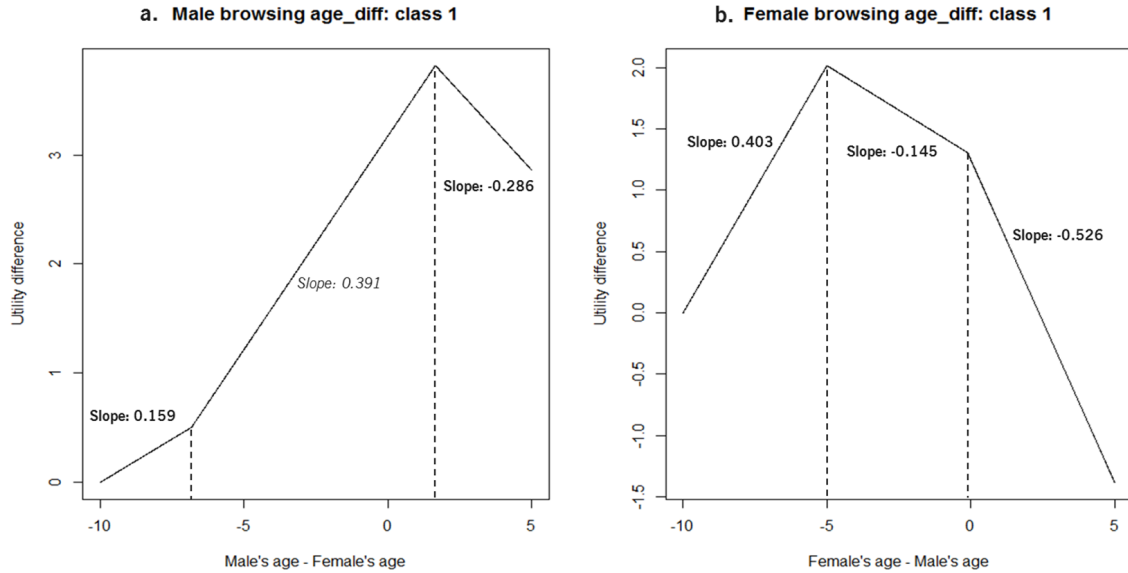 a. Male browsing age_diff: class 1
Utility difference
3
2
1
0
Slope: 0.159
Slope: 0.391
Slope: -0.286
-10
-5
0
5
Male's age - Female's age
b. Female browsing age_diff: class 1
Utility difference
2.0
1.5
1.0
0.5
0.0
-0.5
-1.0
-1.5
Slope: 0.403
Slope: -0.145
Slope: -0.526
-10
-5
0
5
Female's age - Male's age